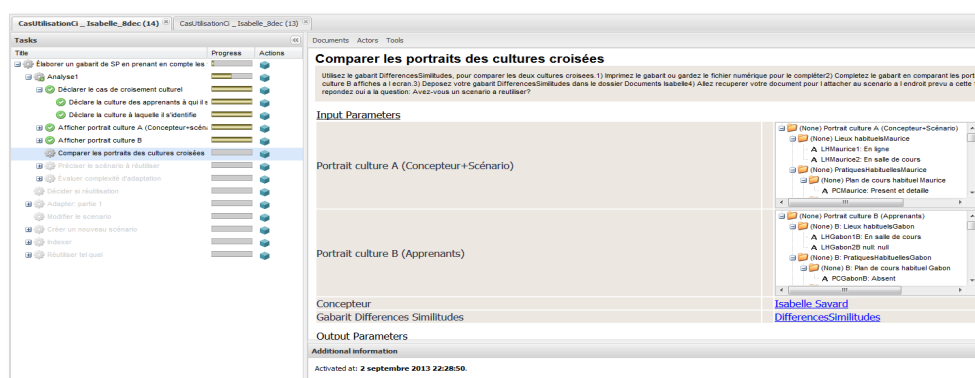 CasUtilisationCi _ Isabelle_8dec (14)
CasUtilisationCi _ Isabelle_8dec (13)
Tasks
Title Progress Actions
Élaborer un gabarit de SP en prenant en compte les
Analyse1
Déclarer le cas de croisement culturel
Déclare la culture des apprenants à qui il s
Déclare la culture à laquelle il s'identifie
Afficher portrait culture A (Concepteur+scén
Afficher portrait culture B
Comparer les portraits des cultures croisées
Préciser le scénario à réutiliser
Évaluer complexité d'adaptation
Décider si réutilisation
Adapter: partie 1
Modifier le scenario
Créer un nouveau scénario
Indexer
Réutiliser tel quel
Documents Actors Tools
Comparer les portraits des cultures croisées
Utilisez le gabarit DifferencesSimilitudes, pour comparer les deux cultures croisees.1) Imprimez le gabarit ou gardez le fichier numérique pour le compléter2) Completez le gabarit en comparant les port
culture B affiches a l ecran.3) Deposez votre gabarit DifferencesSimilitudes dans le dossier Documents Isabelle4) Allez recuperer votre document pour l attacher au scenario a l endroit prevu a cette
repondez oui a la question: Avez-vous un scenario a reutiliser?
Input Parameters
Portrait culture A (Concepteur+Scénario)
(None) Portrait culture A (Concepteur+Scénario)
(None) Lieux habituelsMaurice
A LHMaurice1: En ligne
A LHMaurice2: En salle de cours
(None) PratiquesHabituellesMaurice
(None) Plan de cours habituel Maurice
A PCMaurice: Present et detaille
Portrait culture B (Apprenants)
(None) Portrait culture B (Apprenants)
(None) B: Lieux habituelsGabon
A LHGabon1B: En salle de cours
A LHGabon2B null: null
(None) B: PratiquesHabituellesGabon
(None) B: Plan de cours habituel Gabon
A PCGabonB: Absent
Concepteur Isabelle Savard
Gabarit Differences Similitudes DifferencesSimilitudes
Output Parameters
Additional information
Activated at: 2 septembre 2013 22:28:50.